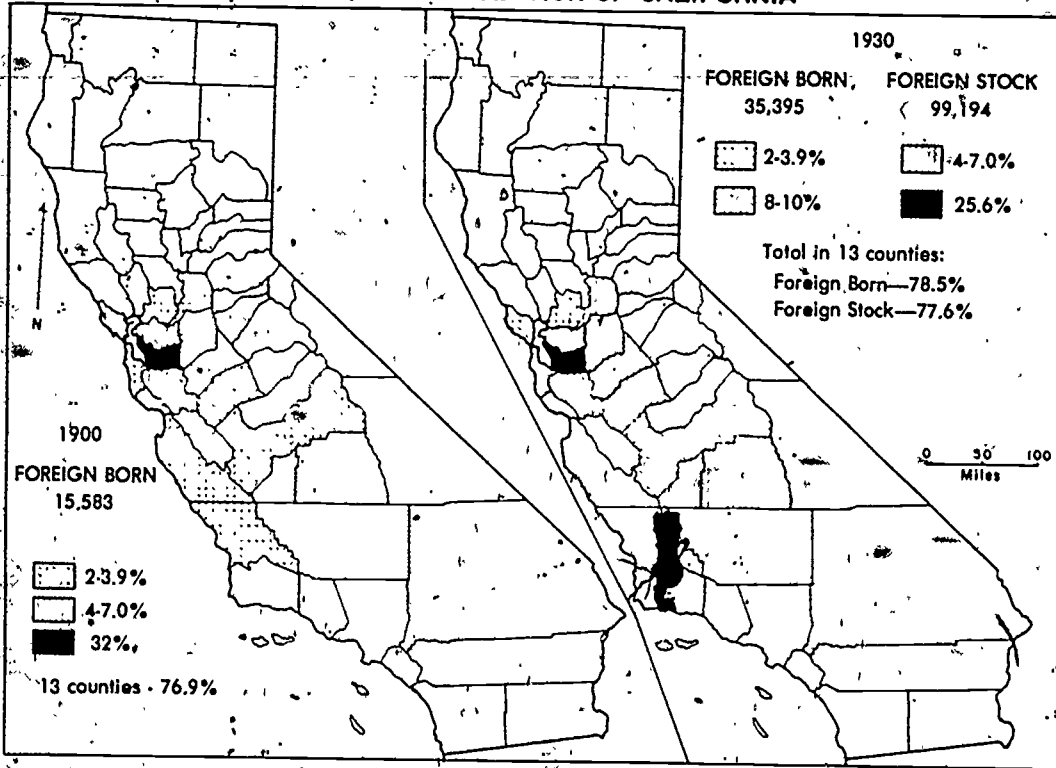 CALIFORNIA
1930
FOREIGN BORN, FOREIGN STOCK
35,395 99,194
2-3.9% 4-7.0%
8-10% 25.6%
Total in 13 counties:
Foreign Born—78.5%
Foreign Stock—77.6%
N
0 50 100
Miles
1900
FOREIGN BORN
15,583
2-3.9%
4-7.0%
32%
13 counties - 76.9%